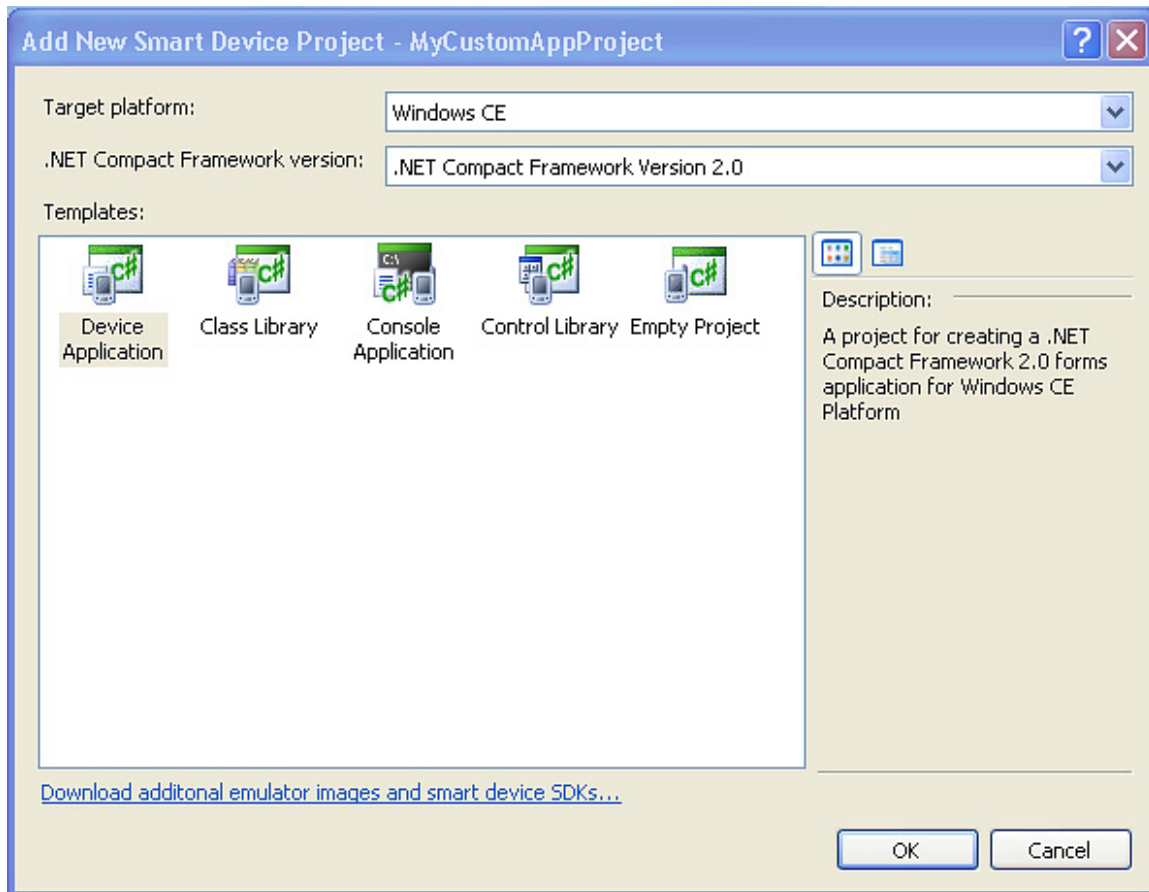 Add New Smart Device Project - MyCustomAppProject
Target platform:
Windows CE
.NET Compact Framework version:
.NET Compact Framework Version 2.0
Templates:
Device Application
Class Library
Console Application
Control Library
Empty Project
Description:
A project for creating a .NET
Compact Framework 2.0 forms
application for Windows CE
Platform
Download additonal emulator images and smart device SDKs...
OK
Cancel